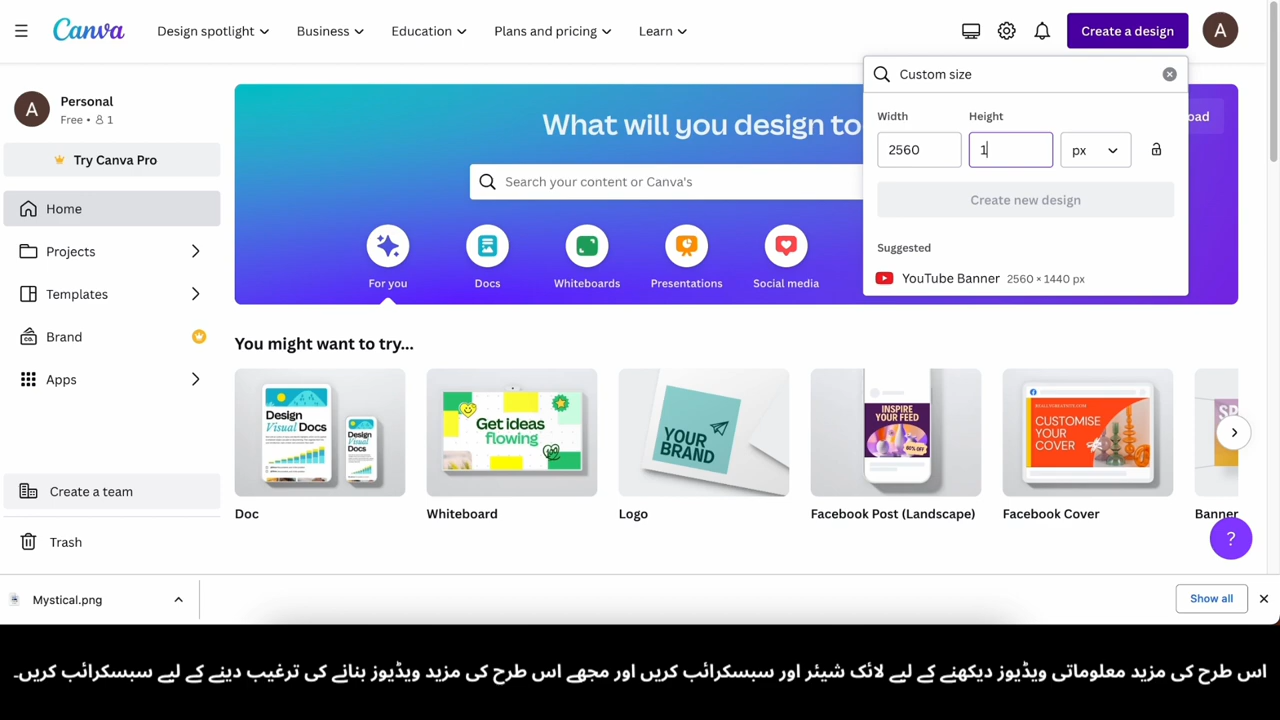 Canva
Design spotlight
Business
Education
Plans and pricing
Learn
Create a design
A
A
Personal
Free • 1
Try Canva Pro
Home
Projects
Templates
Brand
Apps
Create a team
Trash
What will you design to
Search your content or Canva's
For you
Docs
Whiteboards
Presentations
Social media
Custom size
Width
Height
2560
1
px
Create new design
Suggested
YouTube Banner 2560 × 1440 px
You might want to try...
Design
Visual Docs
Design
Visual
Docs
Get ideas
flowing
YOUR
BRAND
INSPIRE
YOUR FEED
CUSTOMISE
YOUR
COVER
Doc
Whiteboard
Logo
Facebook Post (Landscape)
Facebook Cover
Banner
?
Mystical.png
Show all
اس طرح کی مزید معلوماتی ویڈیوز دیکھنے کے لیے لائک شیئر اور سبسکرائب کریں اور مجھے اس طرح کی مزید ویڈیوز بنانے کی ترغیب دینے کے لیے سبسکرائب کریں۔